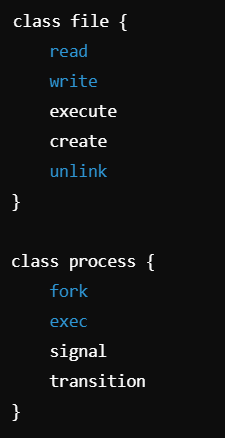 class file {
    read
    write
    execute
    create
    unlink
}

class process {
    fork
    exec
    signal
    transition
}